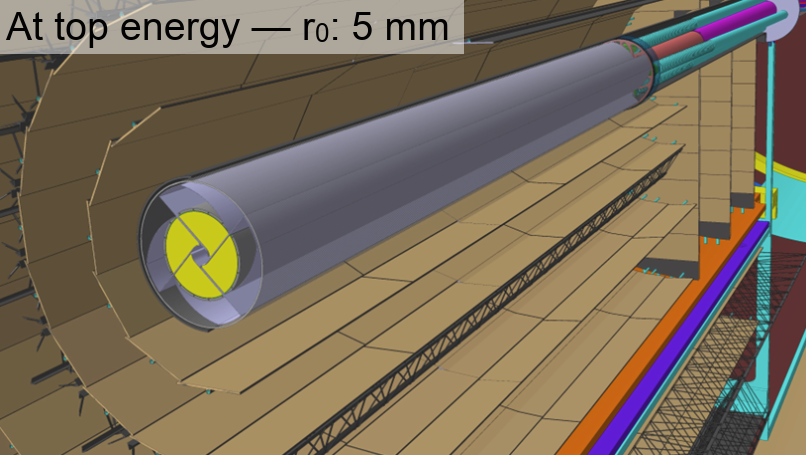 At top energy — r₀: 5 mm